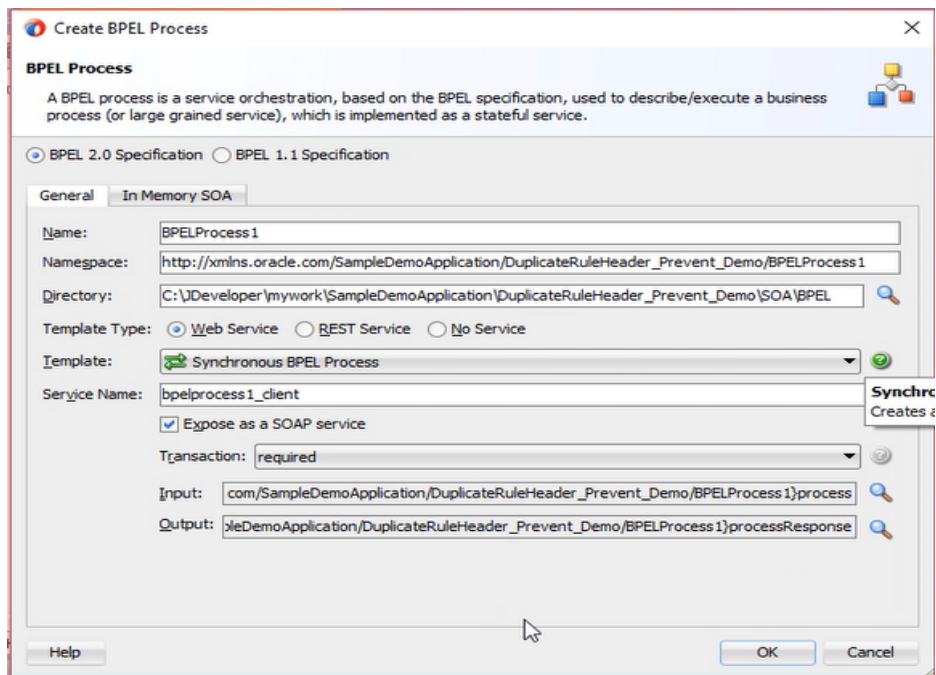 Create BPEL Process
BPEL Process
A BPEL process is a service orchestration, based on the BPEL specification, used to describe/execute a business
process (or large grained service), which is implemented as a stateful service.
BPEL 2.0 Specification BPEL 1.1 Specification
General In Memory SOA
Name: BPELProcess1
Namespace: http://xmlns.oracle.com/SampleDemoApplication/DuplicateRuleHeader_Prevent_Demo/BPELProcess1
Directory: C:\JDeveloper\mywork\SampleDemoApplication\DuplicateRuleHeader_Prevent_Demo\SOA\BPEL
Template Type: Web Service REST Service No Service
Template: Synchronous BPEL Process
Service Name: bpelprocess1_client
Synchro
Creates a
Expose as a SOAP service
Transaction: required
Input: com/SampleDemoApplication/DuplicateRuleHeader_Prevent_Demo/BPELProcess1}process
Output: pleDemoApplication/DuplicateRuleHeader_Prevent_Demo/BPELProcess1}processResponse
Help OK Cancel